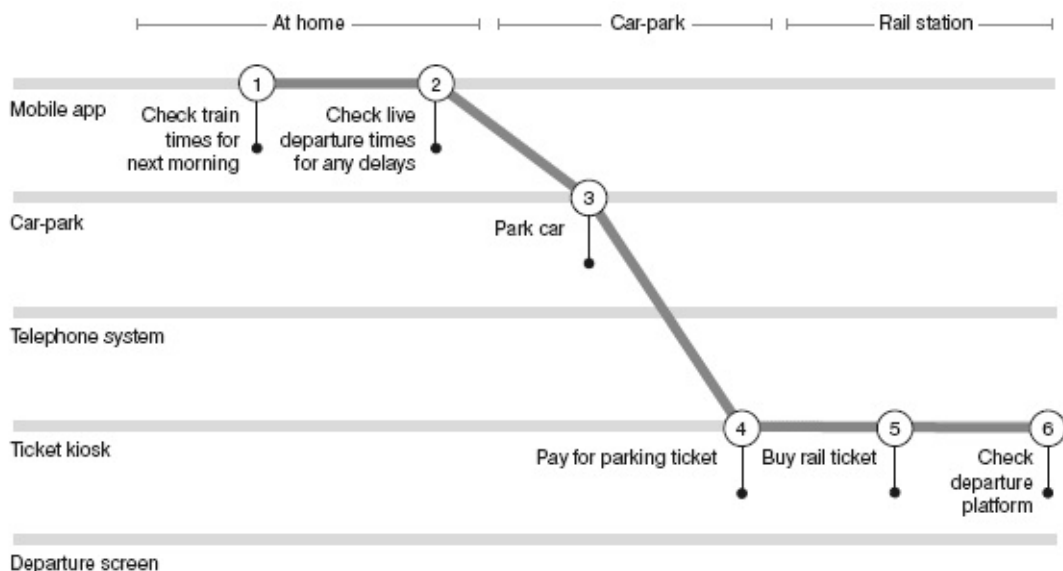 At home
Car-park
Rail station
1
2
Mobile app
Check train
times for
next morning
Check live
departure times
for any delays
3
Car-park
Park car
Telephone system
4
5
6
Ticket kiosk
Pay for parking ticket
Buy rail ticket
Check
departure
platform
Departure screen